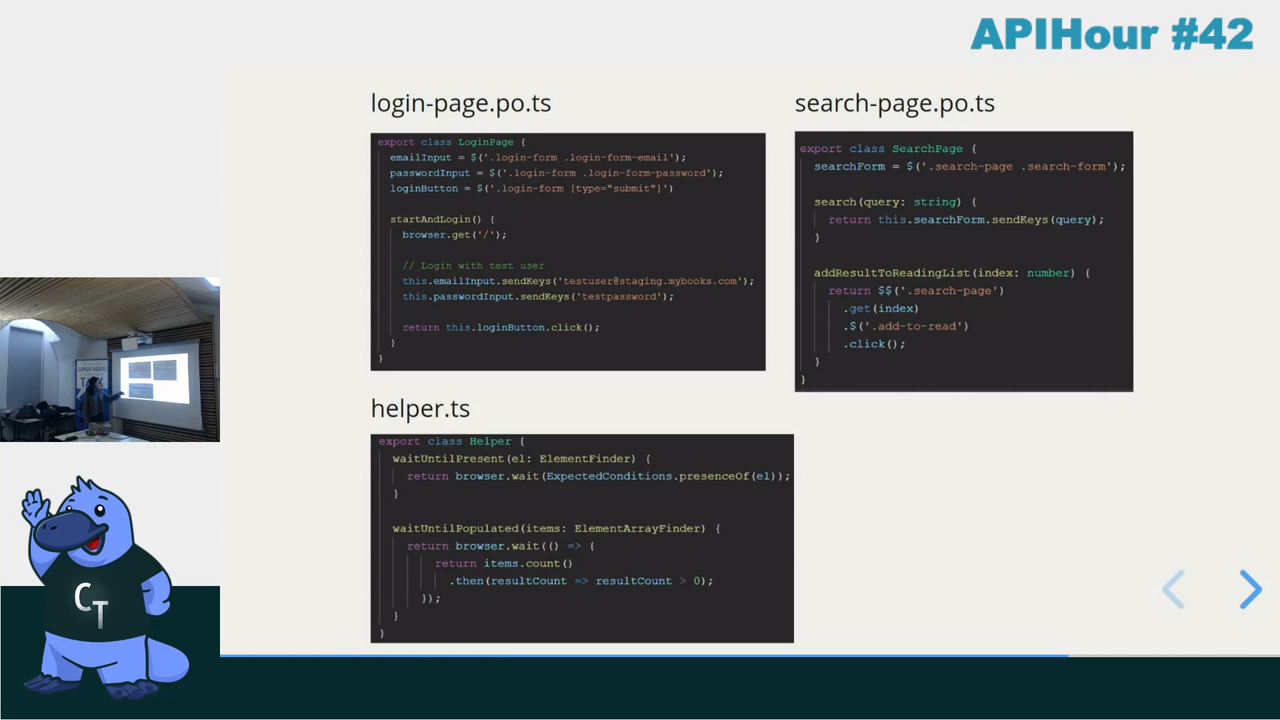 APIHour #42
login-page.po.ts
export class LoginPage {
emailInput = $('.login-form .login-form-email');
passwordInput = $('.login-form .login-form-password');
loginButton = $('.login-form [type="submit"]')
startAndLogin() {
browser.get('/');
// Login with test user
this.emailInput.sendKeys('testuser@staging.mybooks.com');
this.passwordInput.sendKeys('testpassword');
return this.loginButton.click();
}
}
search-page.po.ts
export class SearchPage {
searchForm = $('.search-page .search-form');
search(query: string) {
return this.searchForm.sendKeys(query);
}
addResultToReadingList(index: number) {
return $$('.search-page')
.get(index)
.$('.add-to-read')
.click();
}
}
helper.ts
export class Helper {
waitUntilPresent(el: ElementFinder) {
return browser.wait(ExpectedConditions.presenceOf(el));
}
waitUntilPopulated(items: ElementArrayFinder) {
return browser.wait(() => {
return items.count()
.then(resultCount => resultCount > 0);
});
}
}
SUPER HEROS
CT